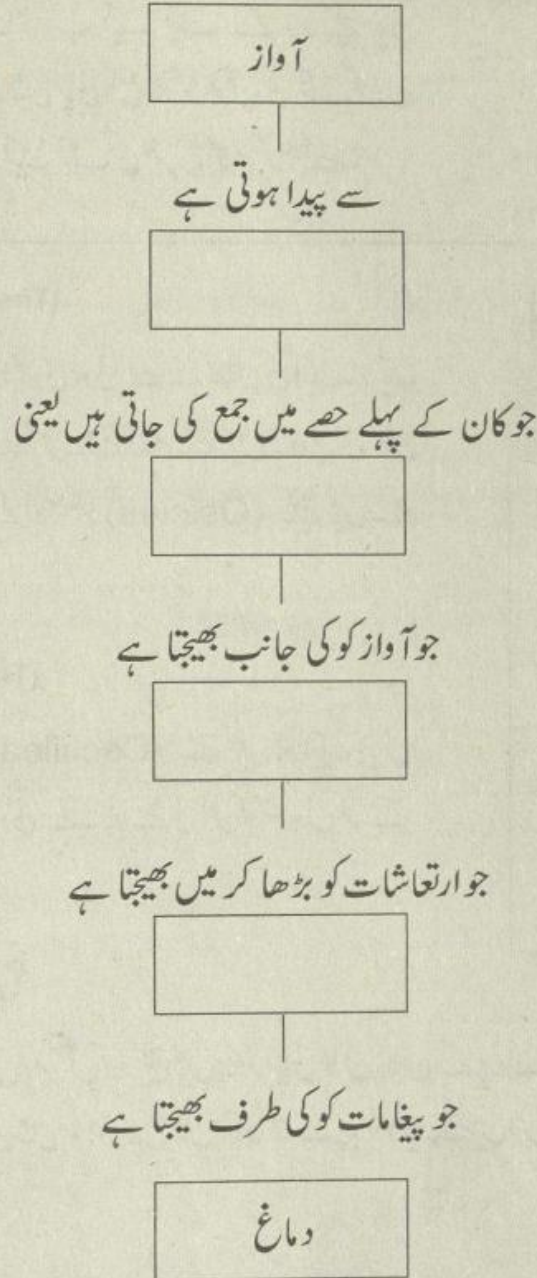 آواز
سے پیدا ہوتی ہے
جو کان کے پہلے حصے میں جمع کی جاتی ہیں یعنی
جو آواز کو کی جانب بھیجتا ہے
جو ارتعاشات کو بڑھا کر میں بھیجتا ہے
جو پیغامات کو کی طرف بھیجتا ہے
دماغ